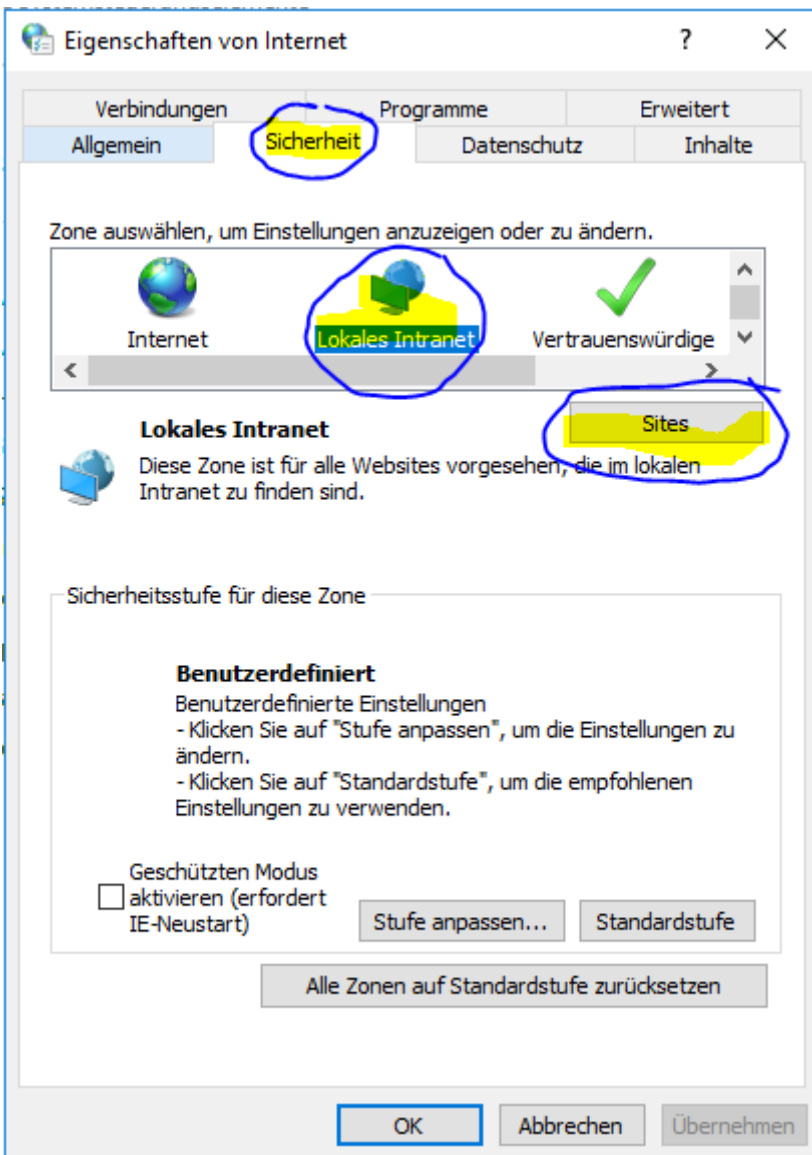 Eigenschaften von Internet
?
Verbindungen
Programme
Erweitert
Allgemein
Sicherheit
Datenschutz
Inhalte
Zone auswählen, um Einstellungen anzuzeigen oder zu ändern.
Internet
Lokales Intranet
Vertrauenswürdige
Sites
Lokales Intranet
Diese Zone ist für alle Websites vorgesehen, die im lokalen
Intranet zu finden sind.
Sicherheitsstufe für diese Zone
Benutzerdefiniert
Benutzerdefinierte Einstellungen
- Klicken Sie auf "Stufe anpassen", um die Einstellungen zu
ändern.
- Klicken Sie auf "Standardstufe", um die empfohlenen
Einstellungen zu verwenden.
Geschützten Modus
aktivieren (erfordert
IE-Neustart)
Stufe anpassen...
Standardstufe
Alle Zonen auf Standardstufe zurücksetzen
OK
Abbrechen
Übernehmen